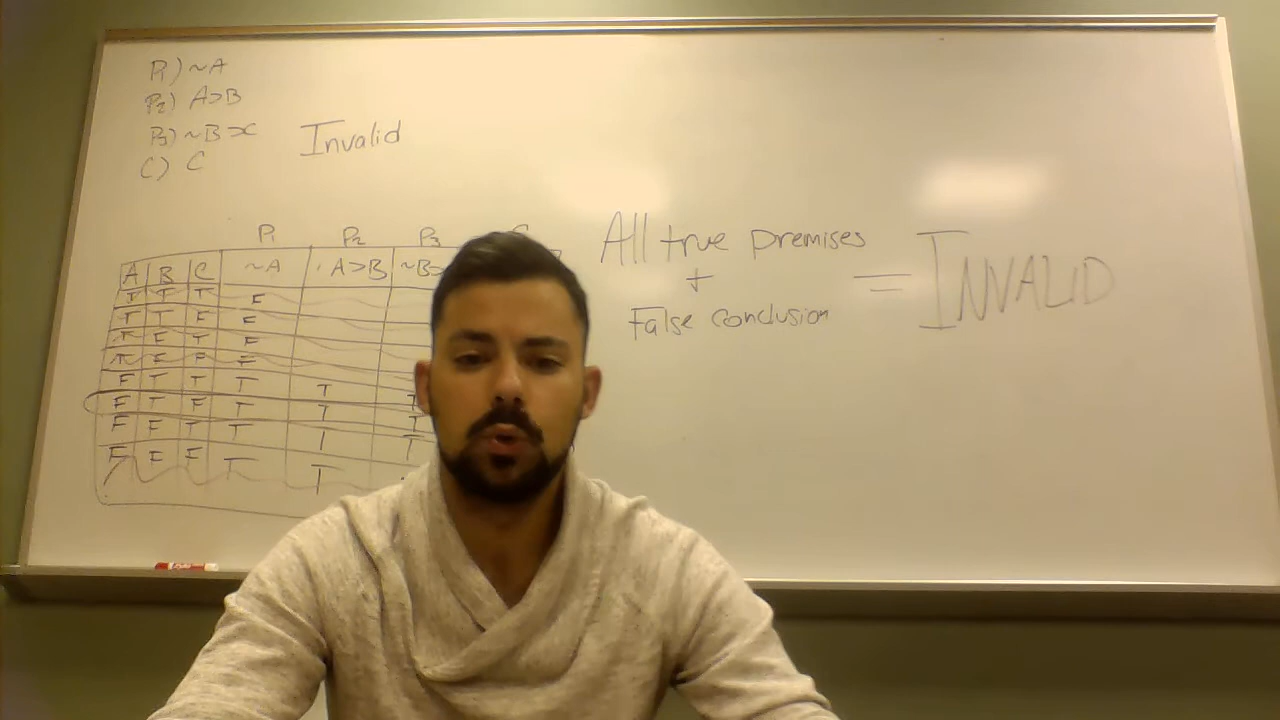 P1) ~A
P2) A⊃B
P3) ~B⊃C
C) C
Invalid
P1 P2 P3
A B C ~A A⊃B ~B
T T T F
T T F F
T F T F
T F F F
F T T T T
F T F T T T
F F T T T T
F F F T T
All true premises
+
False conclusion
= INVALID